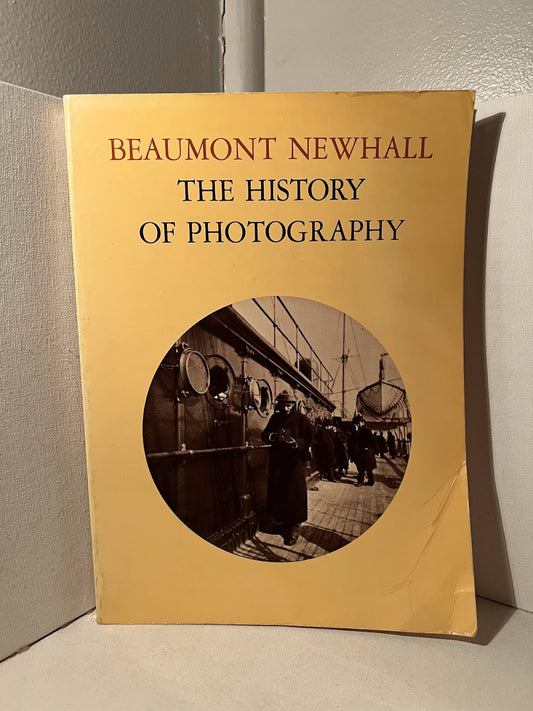 BEAUMONT NEWHALL
THE HISTORY
OF PHOTOGRAPHY